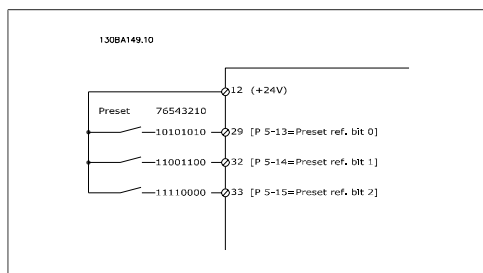 130BA149.10
12 (+24V)
Preset 76543210
10101010 29 [P 5-13=Preset ref. bit 0]
11001100 32 [P 5-14=Preset ref. bit 1]
11110000 33 [P 5-15=Preset ref. bit 2]